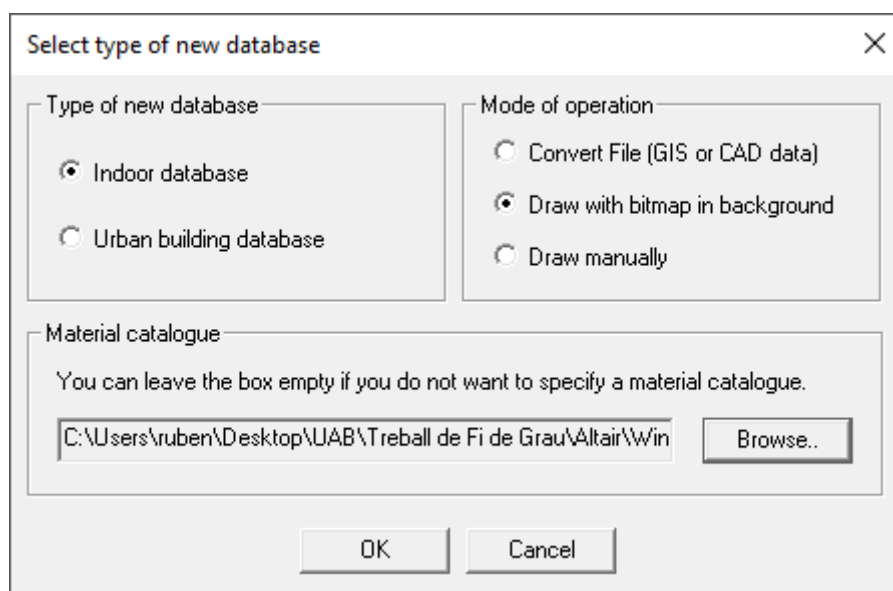 Select type of new database
Type of new database
Indoor database
Urban building database
Mode of operation
Convert File (GIS or CAD data)
Draw with bitmap in background
Draw manually
Material catalogue
You can leave the box empty if you do not want to specify a material catalogue.
C:\Users\ruben\Desktop\UAB\Treball de Fi de Grau\Altair\Win
Browse..
OK
Cancel